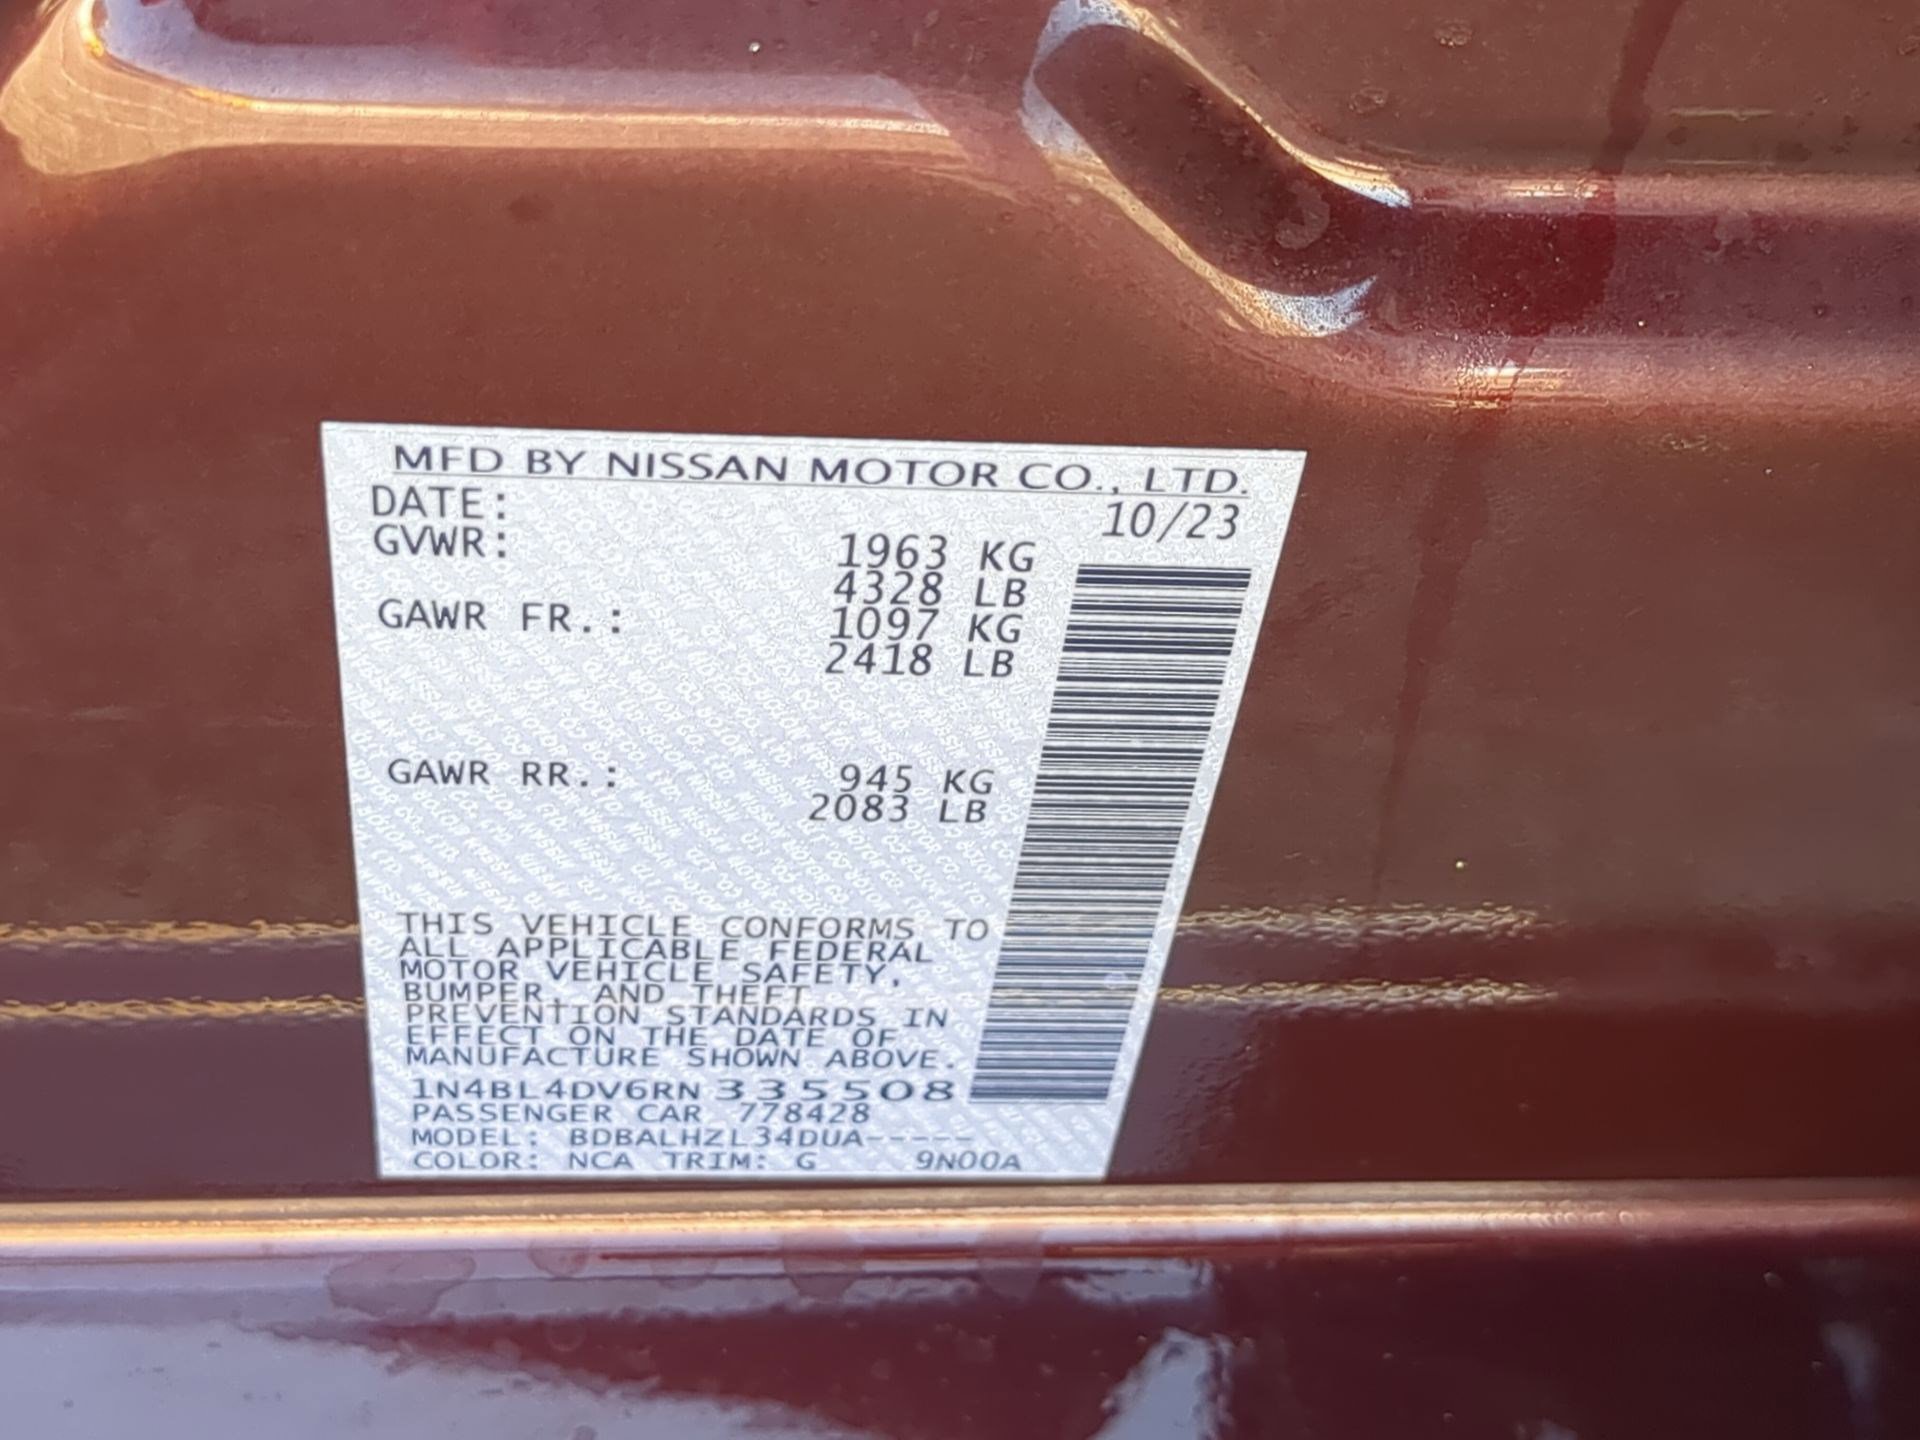 MFD BY NISSAN MOTOR CO., LTD.
DATE: 10/23
GVWR: 1963 KG
4328 LB
GAWR FR.: 1097 KG
2418 LB
GAWR RR.: 945 KG
2083 LB
THIS VEHICLE CONFORMS TO
ALL APPLICABLE FEDERAL
MOTOR VEHICLE SAFETY,
BUMPER, AND THEFT
PREVENTION STANDARDS IN
EFFECT ON THE DATE OF
MANUFACTURE SHOWN ABOVE.
1N4BL4DV6RN335508
PASSENGER CAR 778428
MODEL: BDBALHZL34DUA-----
COLOR: NCA TRIM: G 9N00A